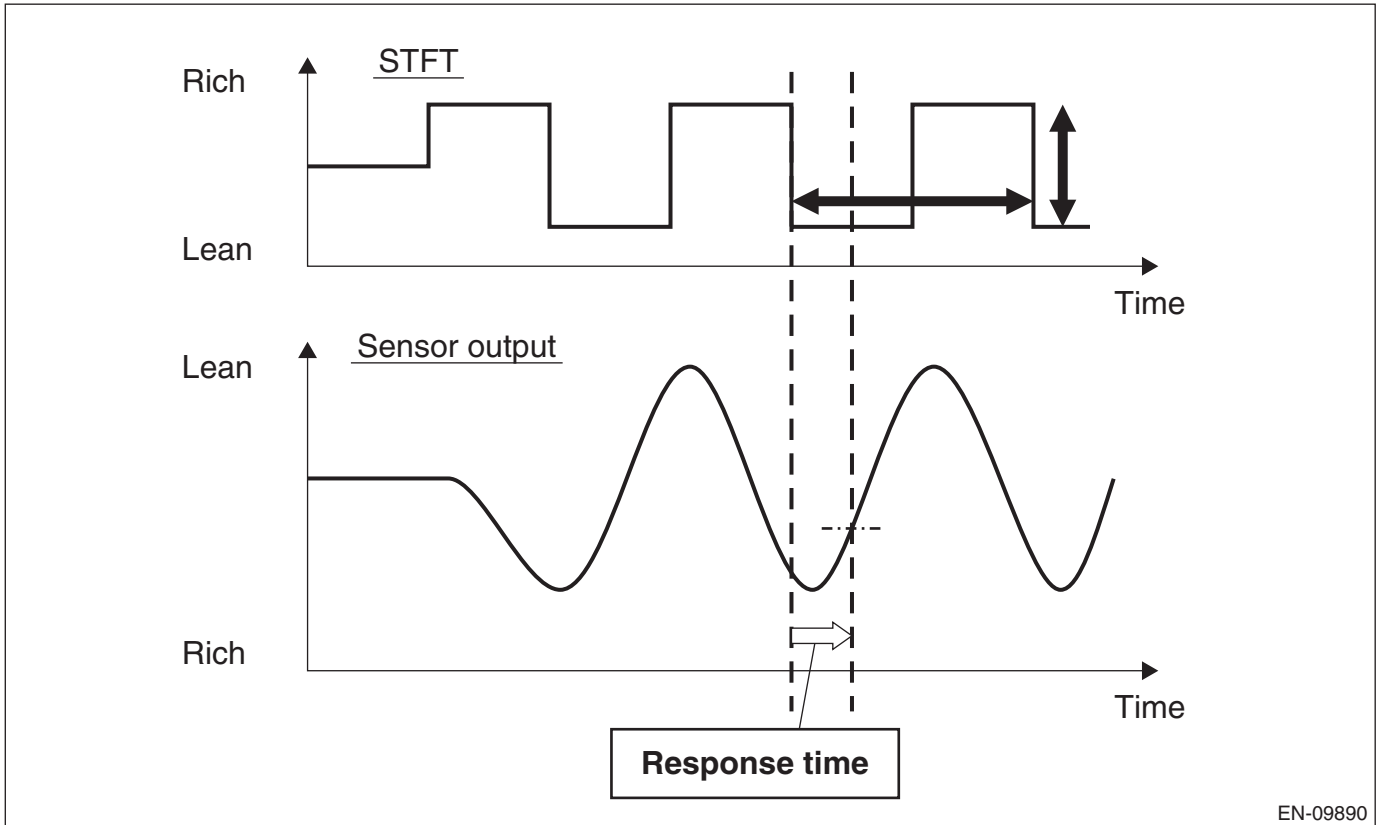 Rich
STFT
Lean
Time
Lean
Sensor output
Rich
Time
Response time
EN-09890